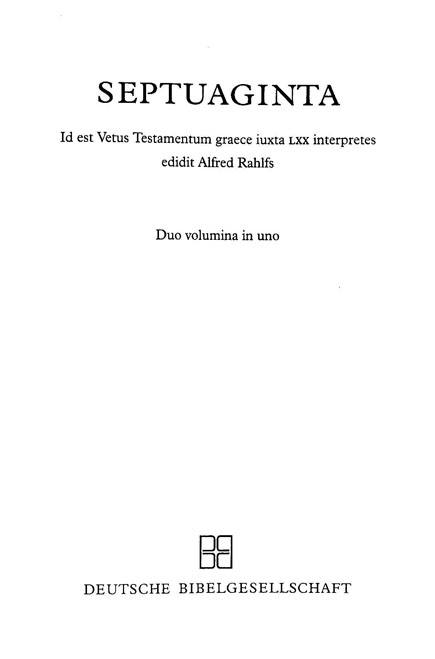 SEPTUAGINTA
Id est Vetus Testamentum graece iuxta LXX interpretes
edidit Alfred Rahlfs
Duo volumina in uno
DEUTSCHE BIBELGESELLSCHAFT